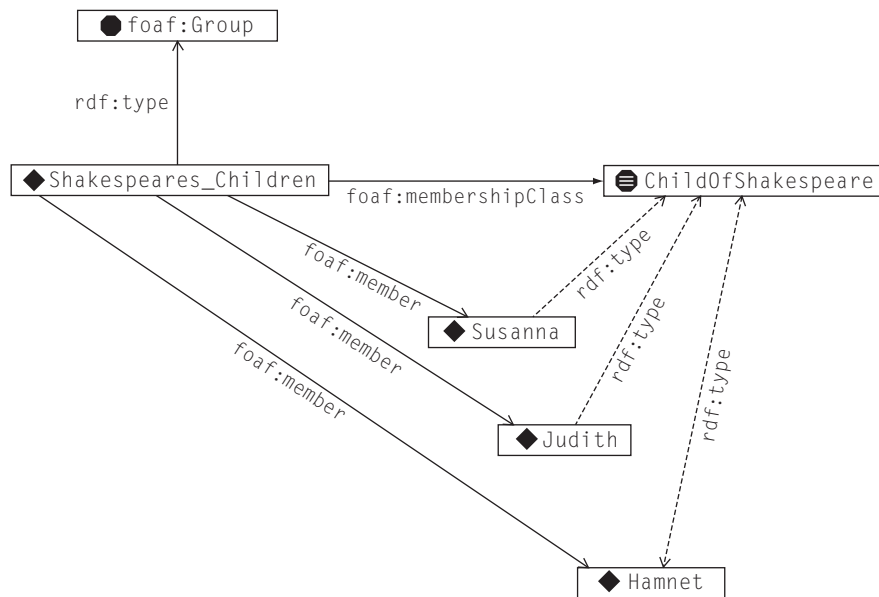 foaf:Group
rdf:type
Shakespeares_Children
ChildOfShakespeare
foaf:membershipClass
foaf:member
rdf:type
foaf:member
rdf:type
foaf:member
rdf:type
Susanna
Judith
Hamnet